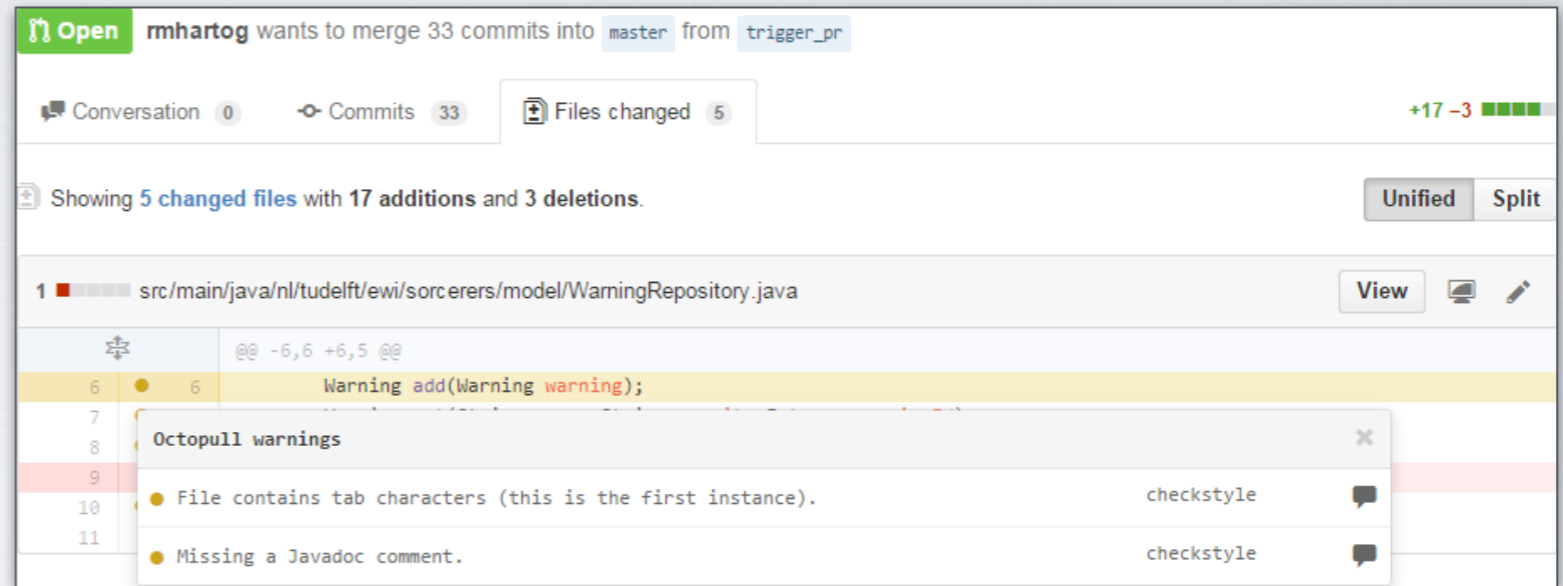 Open rmhartog wants to merge 33 commits into master from trigger_pr
Conversation 0 Commits 33 Files changed 5 +17 −3
Showing 5 changed files with 17 additions and 3 deletions. Unified Split
1 src/main/java/nl/tudelft/ewi/sorcerers/model/WarningRepository.java View
@@ -6,6 +6,5 @@
6 6 Warning add(Warning warning);
7
8 Octopull warnings
9
File contains tab characters (this is the first instance). checkstyle
10
11
Missing a Javadoc comment. checkstyle